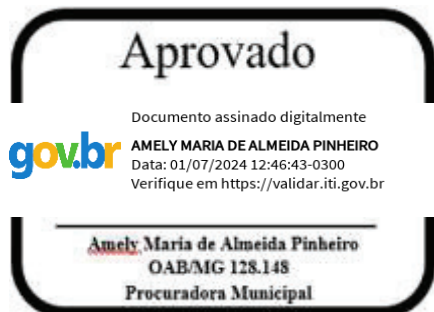 Aprovado
Documento assinado digitalmente
gov.br
AMELY MARIA DE ALMEIDA PINHEIRO
Data: 01/07/2024 12:46:43-0300
Verifique em https://validar.iti.gov.br
Amely Maria de Almeida Pinheiro
OAB/MG 128.148
Procuradora Municipal